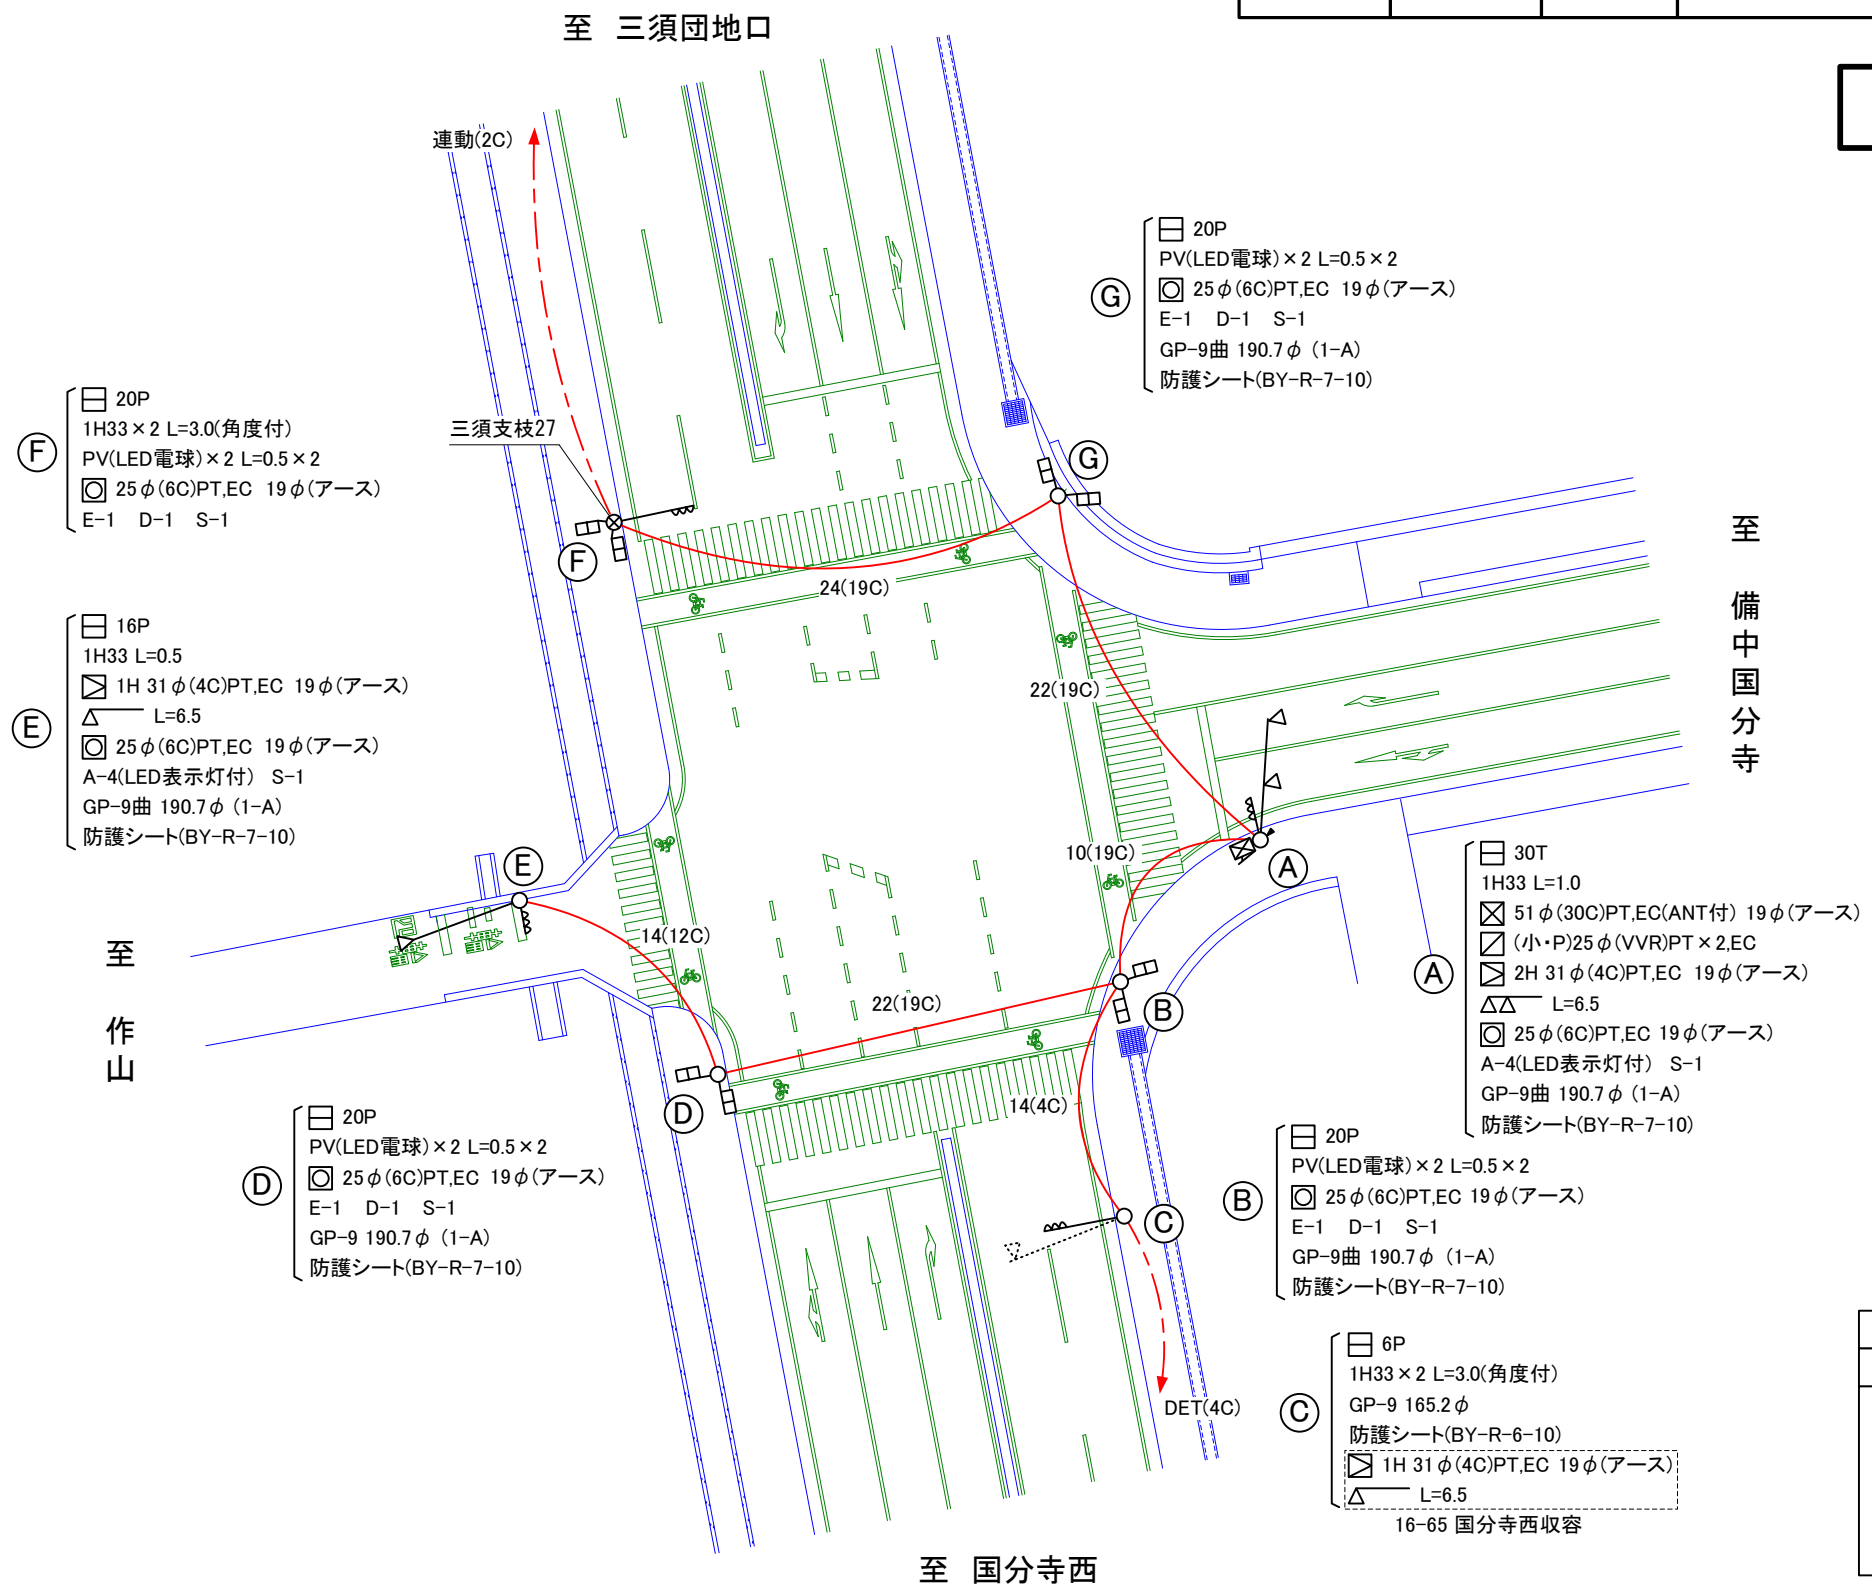 至 三須団地口
連動(2C)
G
20P
PV(LED電球)×2 L=0.5×2
25φ(6C)PT,EC 19φ(アース)
E-1 D-1 S-1
GP-9曲 190.7φ (1-A)
防護シート(BY-R-7-10)
F
20P
1H33×2 L=3.0(角度付)
PV(LED電球)×2 L=0.5×2
25φ(6C)PT,EC 19φ(アース)
E-1 D-1 S-1
三須支枝27
G
F
24(19C)
至 備中国分寺
E
16P
1H33 L=0.5
1H 31φ(4C)PT,EC 19φ(アース)
L=6.5
25φ(6C)PT,EC 19φ(アース)
A-4(LED表示灯付) S-1
GP-9曲 190.7φ (1-A)
防護シート(BY-R-7-10)
22(19C)
10(19C)
E
A
A
30T
1H33 L=1.0
51φ(30C)PT,EC(ANT付) 19φ(アース)
(小・P)25φ(VVR)PT×2,EC
2H 31φ(4C)PT,EC 19φ(アース)
L=6.5
25φ(6C)PT,EC 19φ(アース)
A-4(LED表示灯付) S-1
GP-9曲 190.7φ (1-A)
防護シート(BY-R-7-10)
至 作山
14(12C)
22(19C)
B
D
14(4C)
D
20P
PV(LED電球)×2 L=0.5×2
25φ(6C)PT,EC 19φ(アース)
E-1 D-1 S-1
GP-9 190.7φ (1-A)
防護シート(BY-R-7-10)
B
20P
PV(LED電球)×2 L=0.5×2
25φ(6C)PT,EC 19φ(アース)
E-1 D-1 S-1
GP-9曲 190.7φ (1-A)
防護シート(BY-R-7-10)
C
DET(4C)
C
6P
1H33×2 L=3.0(角度付)
GP-9 165.2φ
防護シート(BY-R-6-10)
1H 31φ(4C)PT,EC 19φ(アース)
L=6.5
16-65 国分寺西収容
至 国分寺西